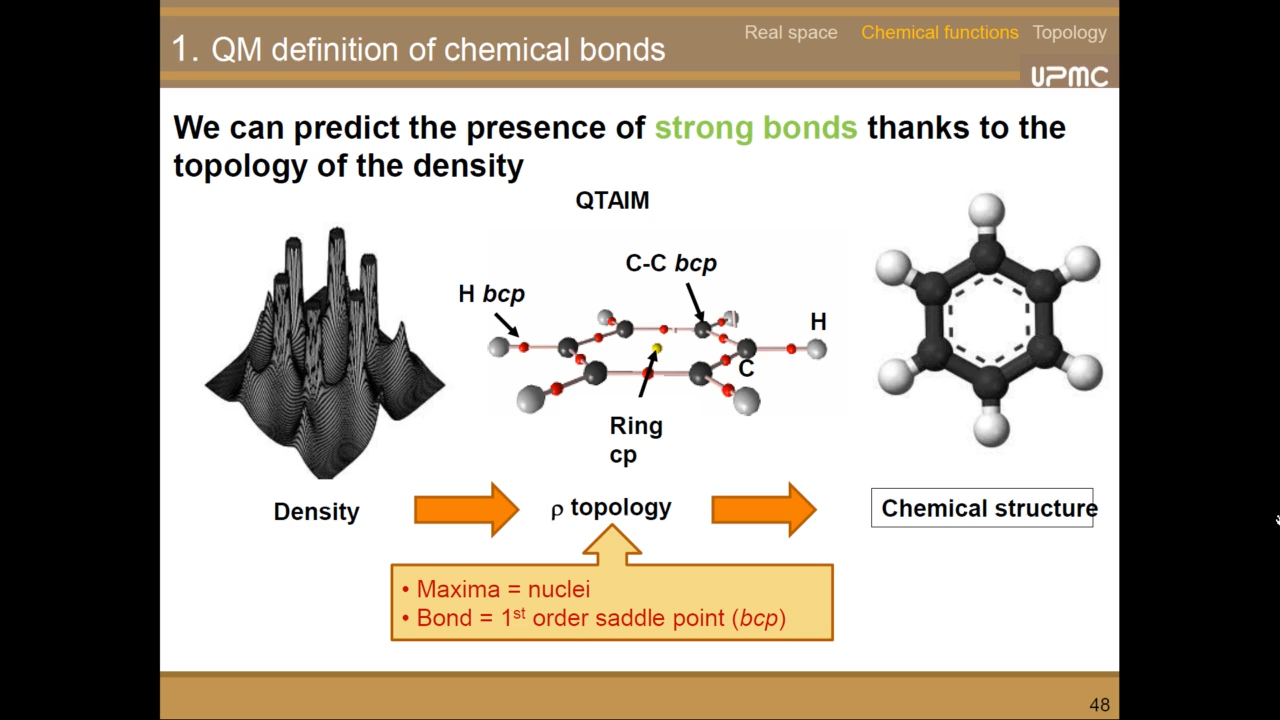 1. QM definition of chemical bonds
Real space Chemical functions Topology
UPMC
We can predict the presence of strong bonds thanks to the
topology of the density
QTAIM
C-C bcp
H bcp
H
C
Ring
cp
Density
ρ topology
Chemical structure
• Maxima = nuclei
• Bond = 1st order saddle point (bcp)
48